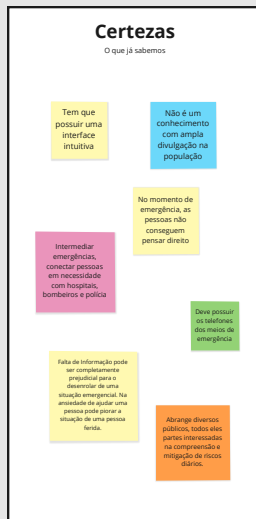 Certezas
O que já sabemos
Tem que
possuir uma
interface
intuitiva
Não é um
conhecimento
com ampla
divulgação na
população
No momento de
emergência, as
pessoas não
conseguem
pensar direito
Intermediar
emergências,
conectar pessoas
em necessidade
com hospitais,
bombeiros e polícia
Deve possuir
os telefones
dos meios de
emergência
Falta de Informação pode
ser completamente
prejudicial para o
desenrolar de uma
situação emergencial. Na
ansiedade de ajudar uma
pessoa pode piorar a
situação de uma pessoa
ferida.
Abrange diversos
públicos, todos eles
partes interessadas
na compreensão e
mitigação de riscos
diários.